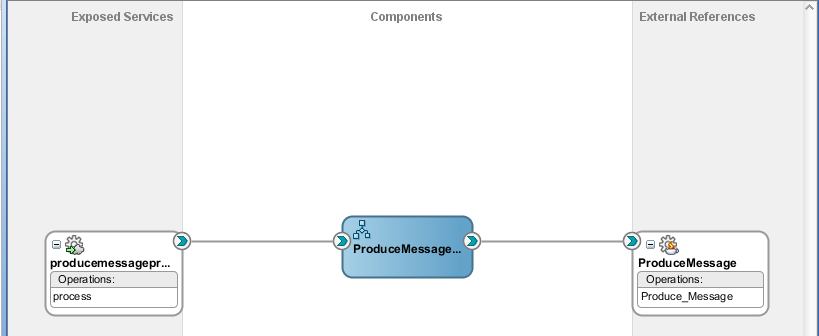 Exposed Services
Components
External References
producemessagepr...
Operations:
process
ProduceMessage...
ProduceMessage
Operations:
Produce_Message